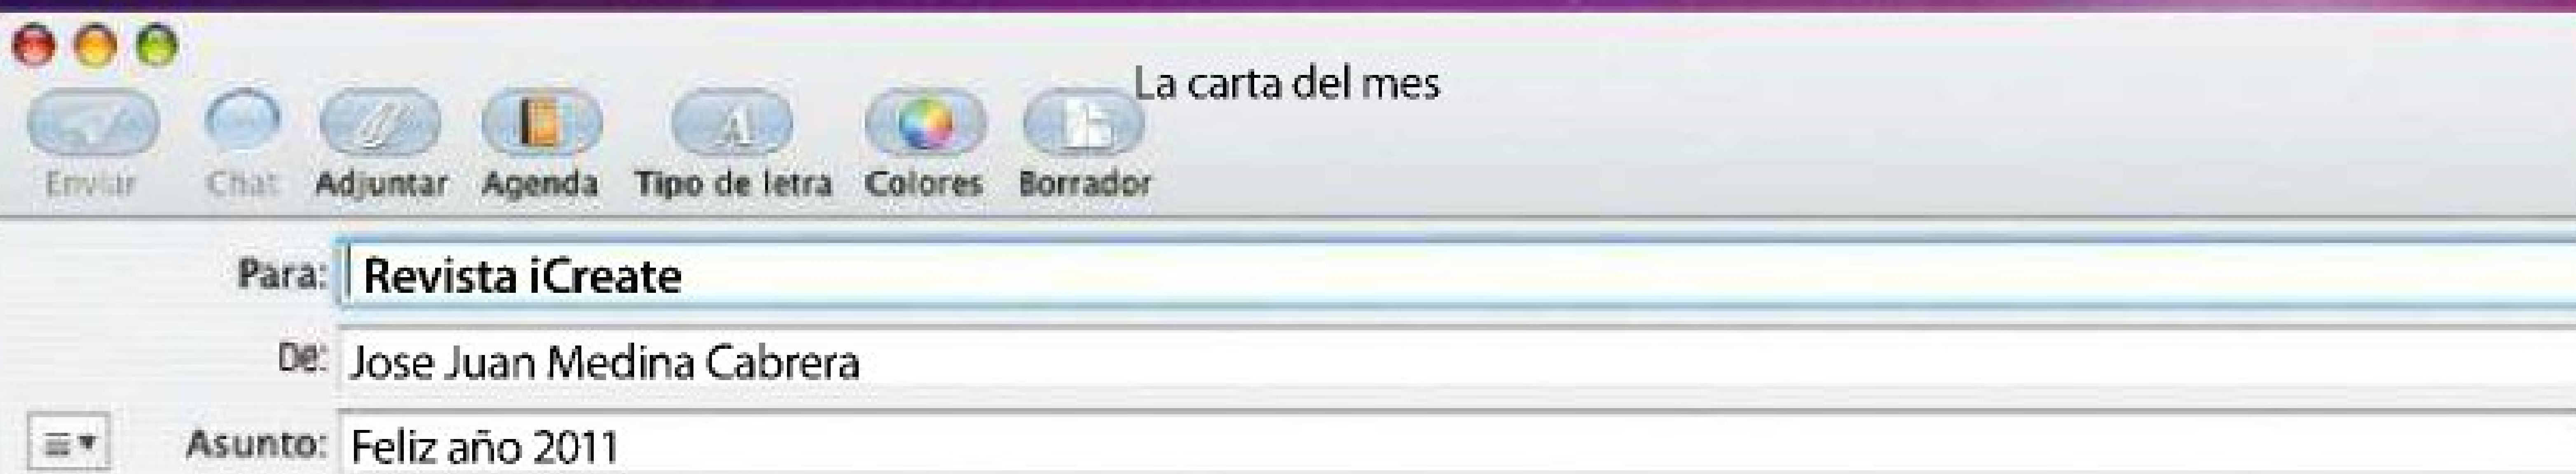 La carta del mes
Enviar Chat Adjuntar Agenda Tipo de letra Colores Borrador
Para: Revista iCreate
De: Jose Juan Medina Cabrera
Asunto: Feliz año 2011